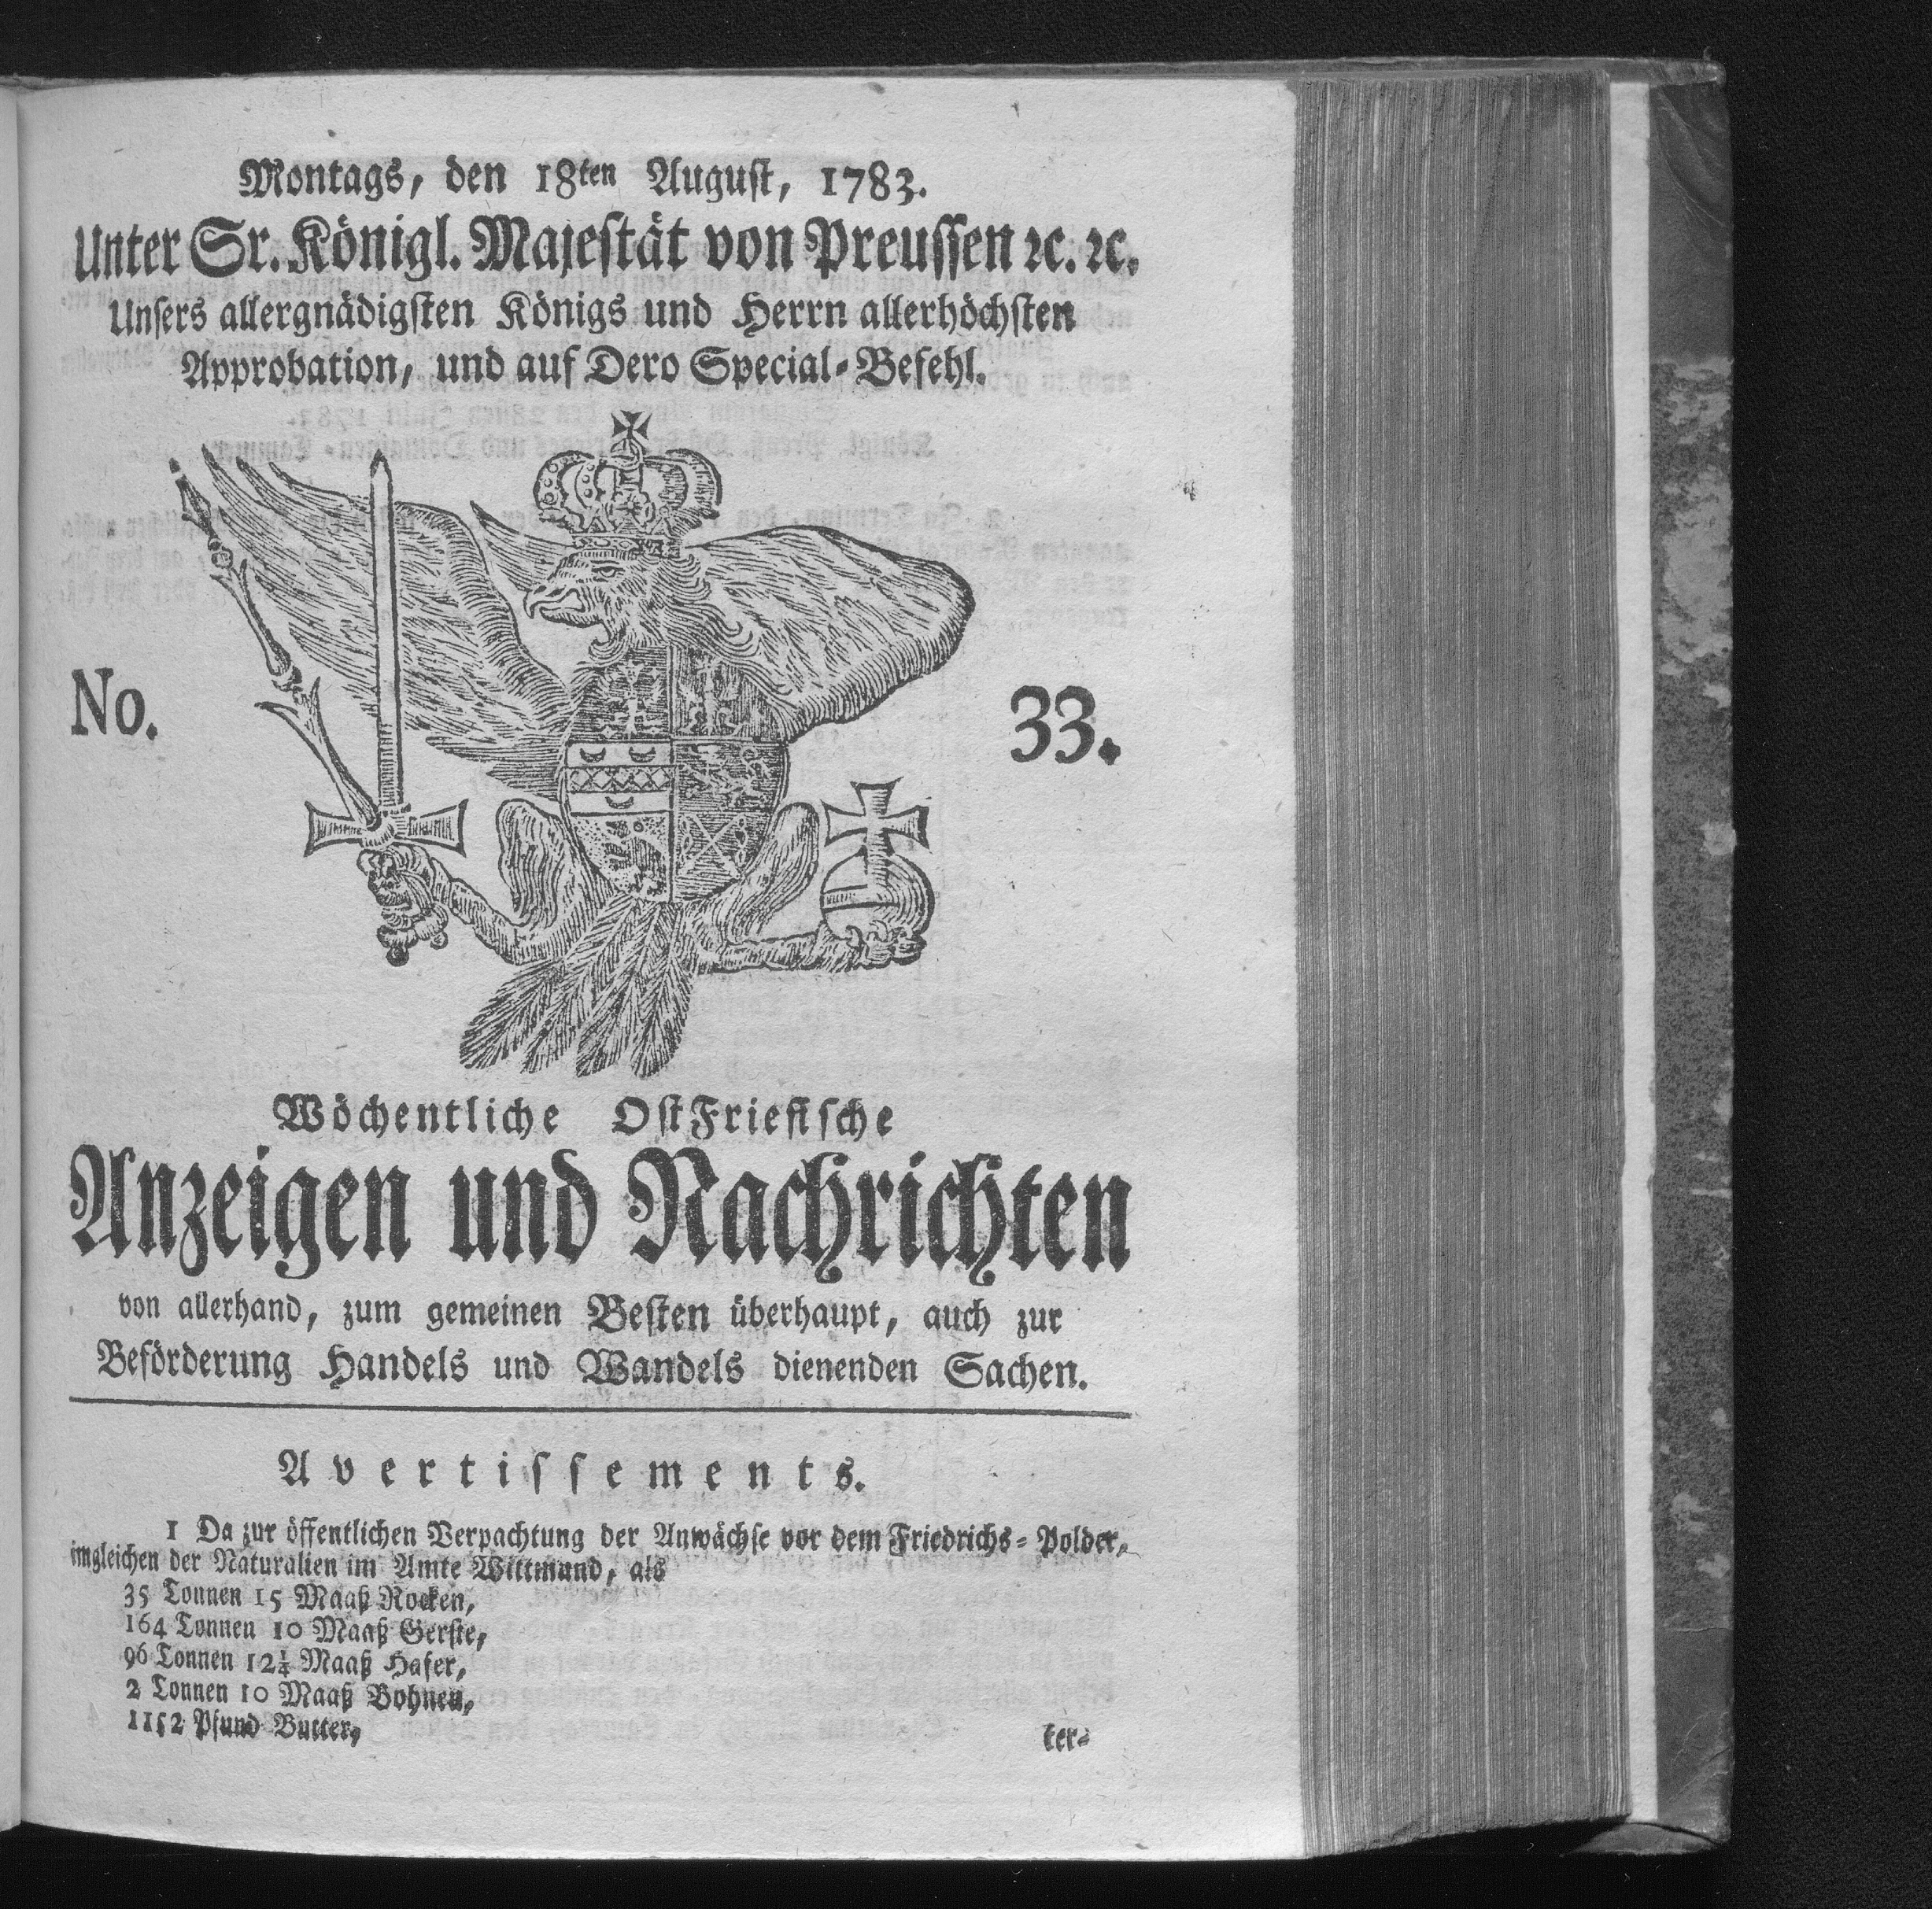 Montags, den 18ten August, 1783.
Unter Sr. Königl. Majestät von Preussen ꝛc. ꝛc.
Unsers allergnädigsten Königs und Herrn allerhöchsten
Approbation, und auf Dero Special-Befehl.
No. 33.
Wöchentliche OstFriesische
Anzeigen und Nachrichten
von allerhand, zum gemeinen Besten überhaupt, auch zur
Beförderung Handels und Wandels dienenden Sachen.
Avertissements.
1 Da zur öffentlichen Verpachtung der Anwächse vor dem Friedrichs-Polder,
imgleichen der Naturalien im Amte Wittmund, als
35 Tonnen 15 Maaß Rocken,
164 Tonnen 10 Maaß Gerste,
96 Tonnen 12¼ Maaß Hafer,
2 Tonnen 10 Maaß Bohnen,
1152 Pfund Butter,
ter-